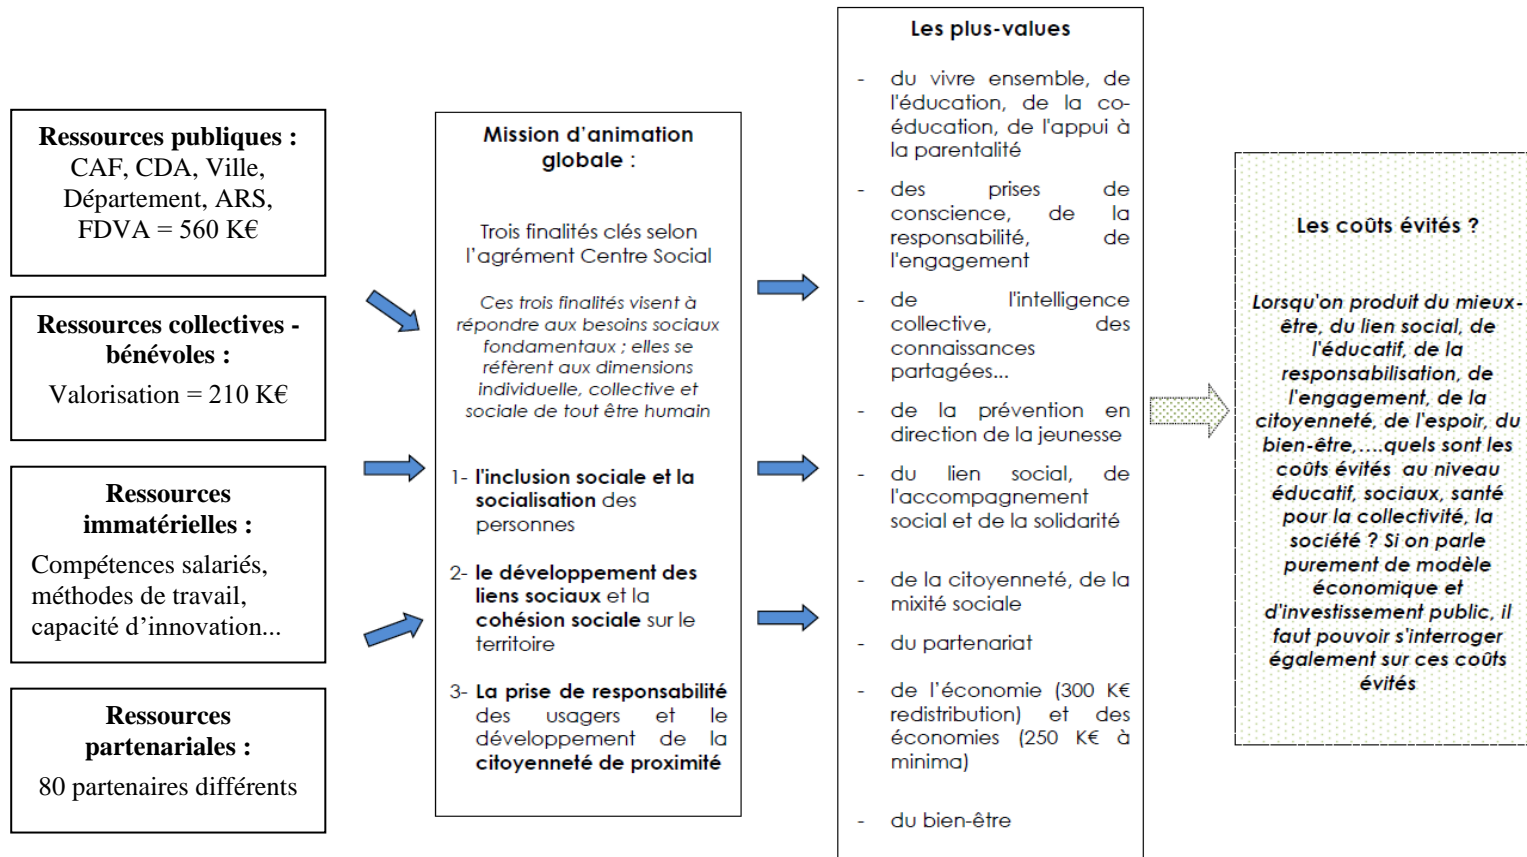 Ressources publiques :
CAF, CDA, Ville,
Département, ARS,
FDVA = 560 K€
Ressources collectives -
bénévoles :
Valorisation = 210 K€
Ressources
immatérielles :
Compétences salariés,
méthodes de travail,
capacité d’innovation...
Ressources
partenariales :
80 partenaires différents
Mission d’animation
globale :
Trois finalités clés selon
l’agrément Centre Social
Ces trois finalités visent à
répondre aux besoins sociaux
fondamentaux ; elles se
réfèrent aux dimensions
individuelle, collective et
sociale de tout être humain
1- l'inclusion sociale et la
socialisation des
personnes
2- le développement des
liens sociaux et la
cohésion sociale sur le
territoire
3- La prise de responsabilité
des usagers et le
développement de la
citoyenneté de proximité
Les plus-values
- du vivre ensemble, de
l'éducation, de la co-
éducation, de l'appui à
la parentalité
- des prises de
conscience, de la
responsabilité, de
l'engagement
- de l'intelligence
collective, des
connaissances
partagées...
- de la prévention en
direction de la jeunesse
- du lien social, de
l'accompagnement
social et de la solidarité
- de la citoyenneté, de la
mixité sociale
- du partenariat
- de l’économie (300 K€
redistribution) et des
économies (250 K€ à
minima)
- du bien-être
Les coûts évités ?
Lorsqu'on produit du mieux-
être, du lien social, de
l'éducatif, de la
responsabilisation, de
l'engagement, de la
citoyenneté, de l'espoir, du
bien-être,....quels sont les
coûts évités au niveau
éducatif, sociaux, santé
pour la collectivité, la
société ? Si on parle
purement de modèle
économique et
d'investissement public, il
faut pouvoir s'interroger
également sur ces coûts
évités